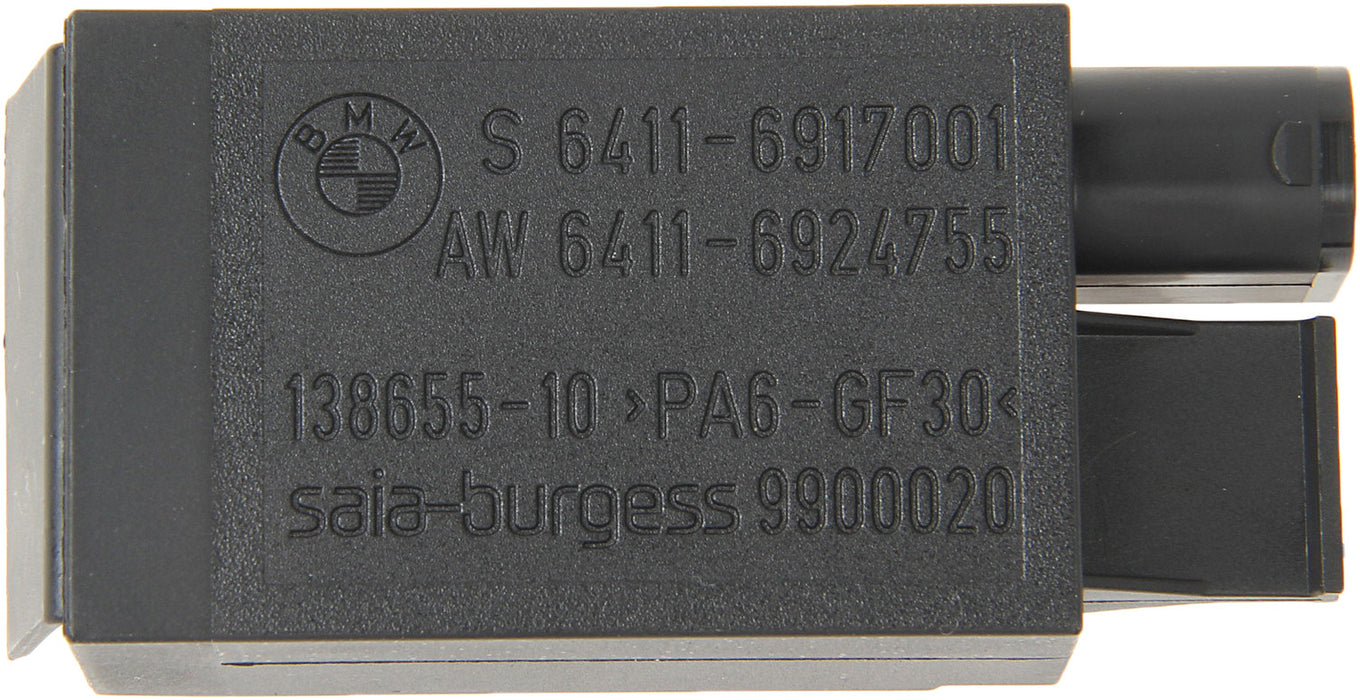 BMW
S 6411-6917001
AW 6411-6924755
138655-10 >PA6-GF30<
saia-burgess 9900020